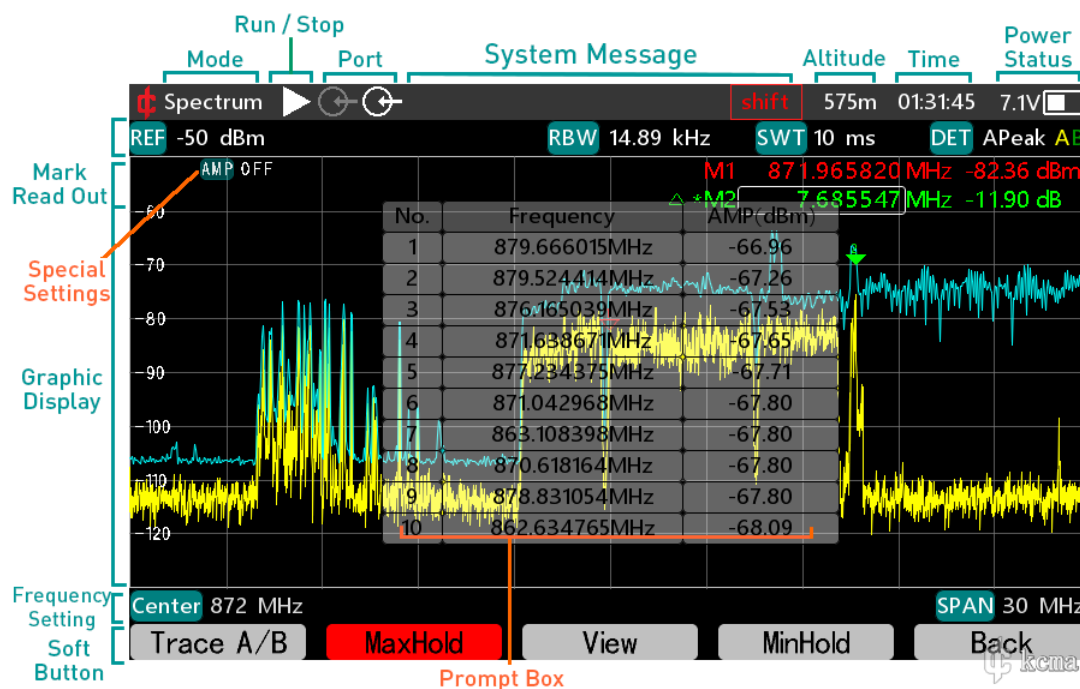 Run / Stop
Mode
Port
System Message
Altitude
Time
Power
Status
Spectrum
shift
575m
01:31:45
7.1V
REF -50 dBm
RBW 14.89 kHz
SWT 10 ms
DET APeak A
Mark
Read Out
AMP OFF
M1 871.965820 MHz -82.36 dBm
△ *M2 7.685547 MHz -11.90 dB
Special
Settings
Graphic
Display
-60
-70
-80
-90
-100
-110
-120
No. Frequency AMP(dBm)
1 879.666015MHz -66.96
2 879.524414MHz -67.26
3 876.165039MHz -67.53
4 871.638671MHz -67.65
5 877.234375MHz -67.71
6 871.042968MHz -67.80
7 863.108398MHz -67.80
8 870.618164MHz -67.80
9 878.831054MHz -67.80
10 862.634765MHz -68.09
Frequency
Setting
Center 872 MHz
SPAN 30 MHz
Soft
Button
Trace A/B
MaxHold
View
MinHold
Back
kcma
Prompt Box